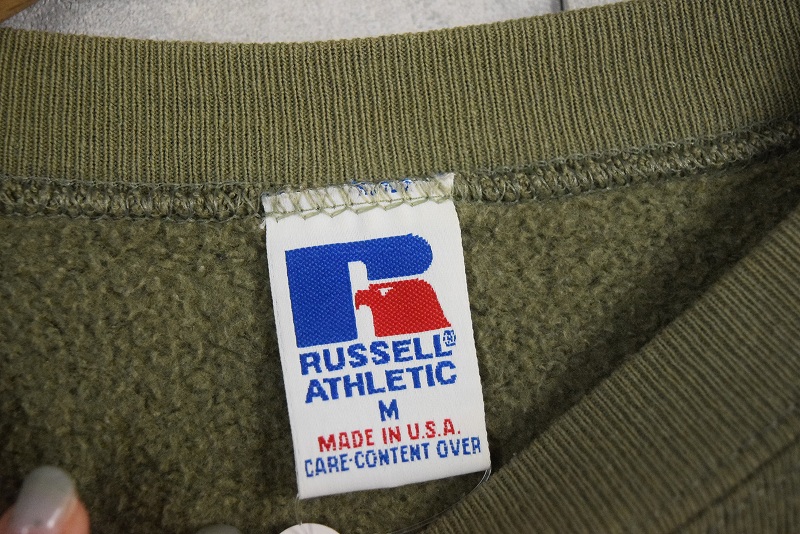 RUSSELL®
ATHLETIC
M
MADE IN U.S.A.
CARE-CONTENT OVER